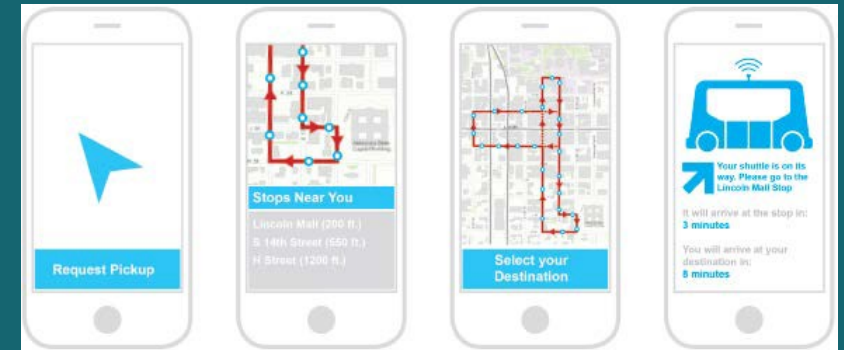 Request Pickup
Stops Near You
Lincoln Mall (200 ft.)
S 14th Street (550 ft.)
H Street (1200 ft.)
Select your
Destination
Your shuttle is on its
way. Please go to the
Lincoln Mall Stop
It will arrive at the stop in:
3 minutes
You will arrive at your
destination in:
8 minutes